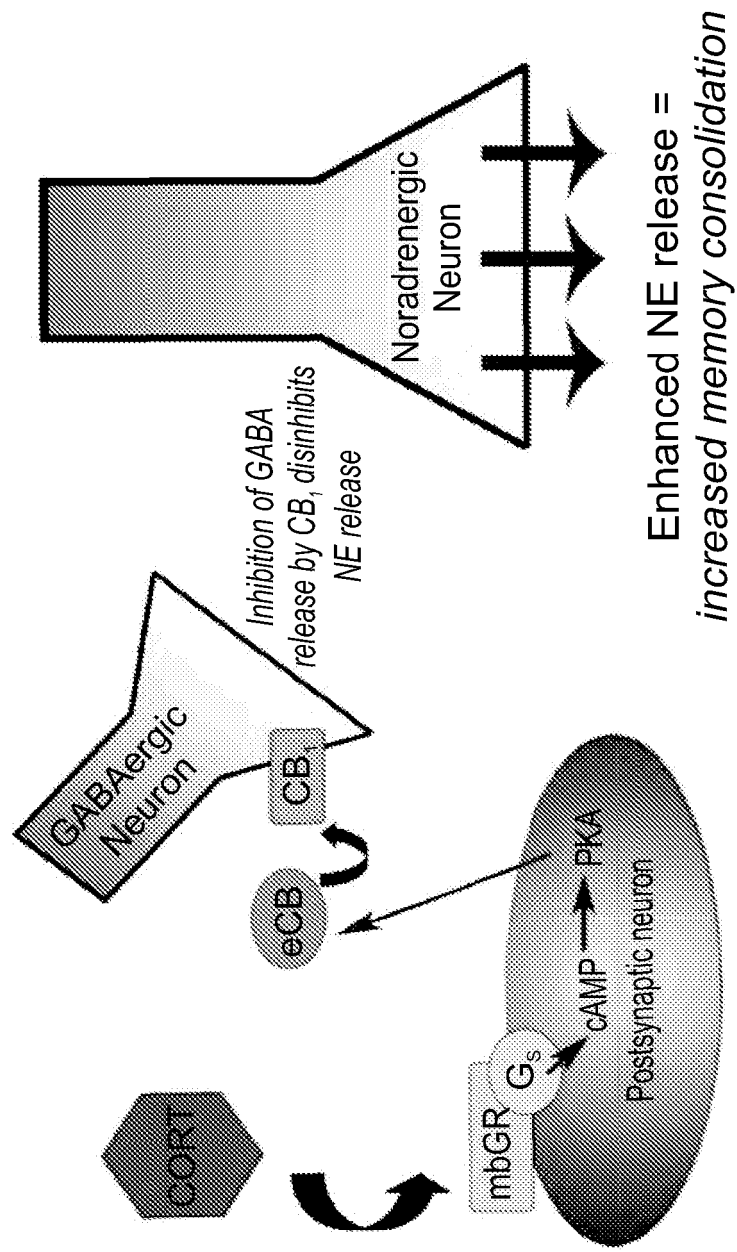 CORT
mbGR
Gₛ
cAMP
PKA
Postsynaptic neuron
eCB
CB₁
GABAergic
Neuron
Inhibition of GABA
release by CB₁ disinhibits
NE release
Noradrenergic
Neuron
Enhanced NE release =
increased memory consolidation